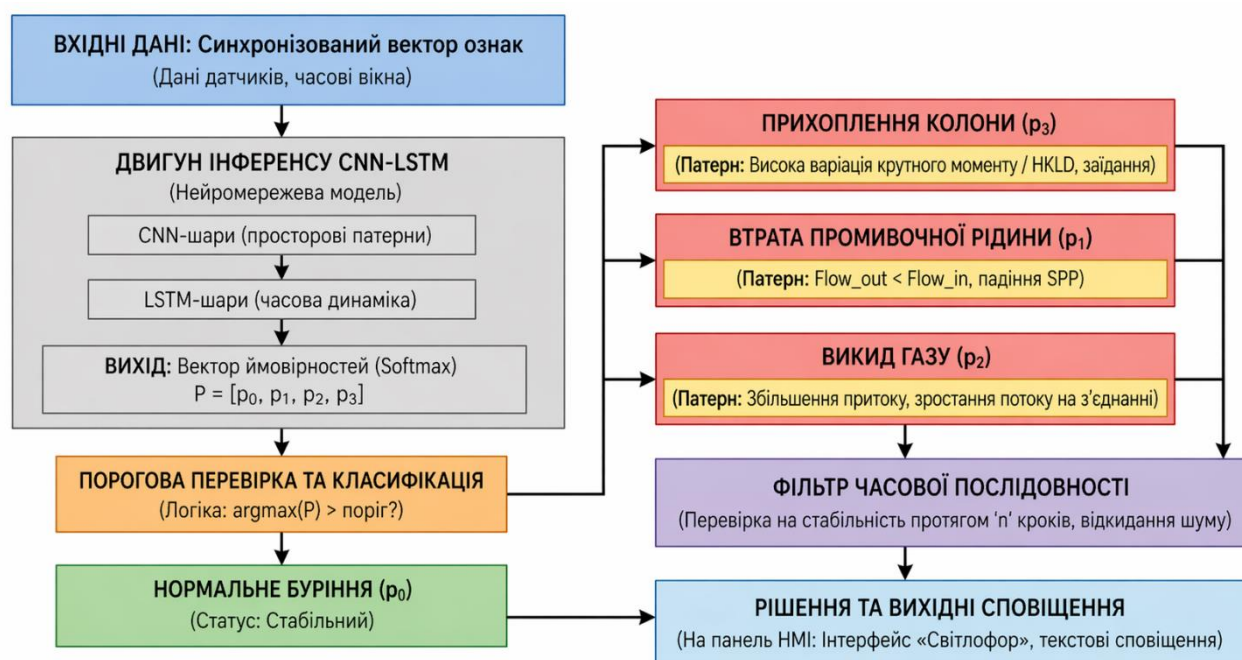 ВХІДНІ ДАНІ: Синхронізований вектор ознак
(Дані датчиків, часові вікна)
ДВИГУН ІНФЕРЕНСУ CNN-LSTM
(Нейромережева модель)
CNN-шари (просторові патерни)
LSTM-шари (часова динаміка)
ВИХІД: Вектор ймовірностей (Softmax)
P = [p₀, p₁, p₂, p₃]
ПОРОГОВА ПЕРЕВІРКА ТА КЛАСИФІКАЦІЯ
(Логіка: argmax(P) > поріг?)
НОРМАЛЬНЕ БУРІННЯ (p₀)
(Статус: Стабільний)
ПРИХОПЛЕННЯ КОЛОНИ (p₃)
(Патерн: Висока варіація крутного моменту / HKLD, заїдання)
ВТРАТА ПРОМИВОЧНОЇ РІДИНИ (p₁)
(Патерн: Flow_out < Flow_in, падіння SPP)
ВИКИД ГАЗУ (p₂)
(Патерн: Збільшення притоку, зростання потоку на з’єднанні)
ФІЛЬТР ЧАСОВОЇ ПОСЛІДОВНОСТІ
(Перевірка на стабільність протягом ‘n’ кроків, відкидання шуму)
РІШЕННЯ ТА ВИХІДНІ СПОВІЩЕННЯ
(На панель HMI: Інтерфейс «Світлофор», текстові сповіщення)